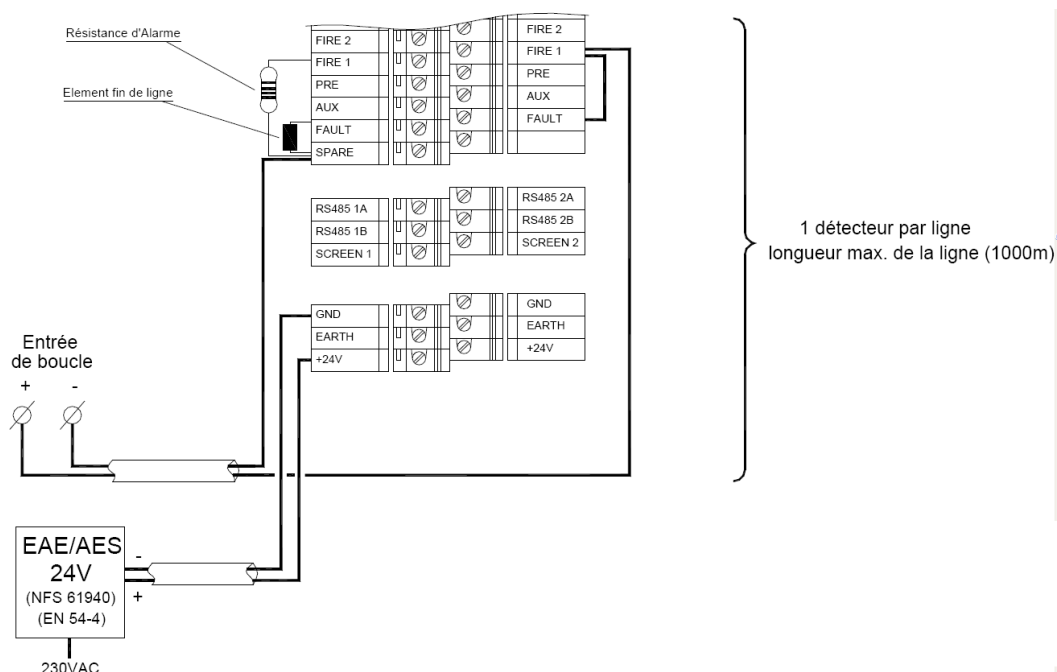 Résistance d'Alarme
Element fin de ligne
FIRE 2
FIRE 1
PRE
AUX
FAULT
SPARE
FIRE 2
FIRE 1
PRE
AUX
FAULT
RS485 1A
RS485 1B
SCREEN 1
RS485 2A
RS485 2B
SCREEN 2
1 détecteur par ligne
longueur max. de la ligne (1000m)
GND
EARTH
+24V
GND
EARTH
+24V
Entrée
de boucle
+ -
EAE/AES
24V
(NFS 61940)
(EN 54-4)
-
+
230VAC